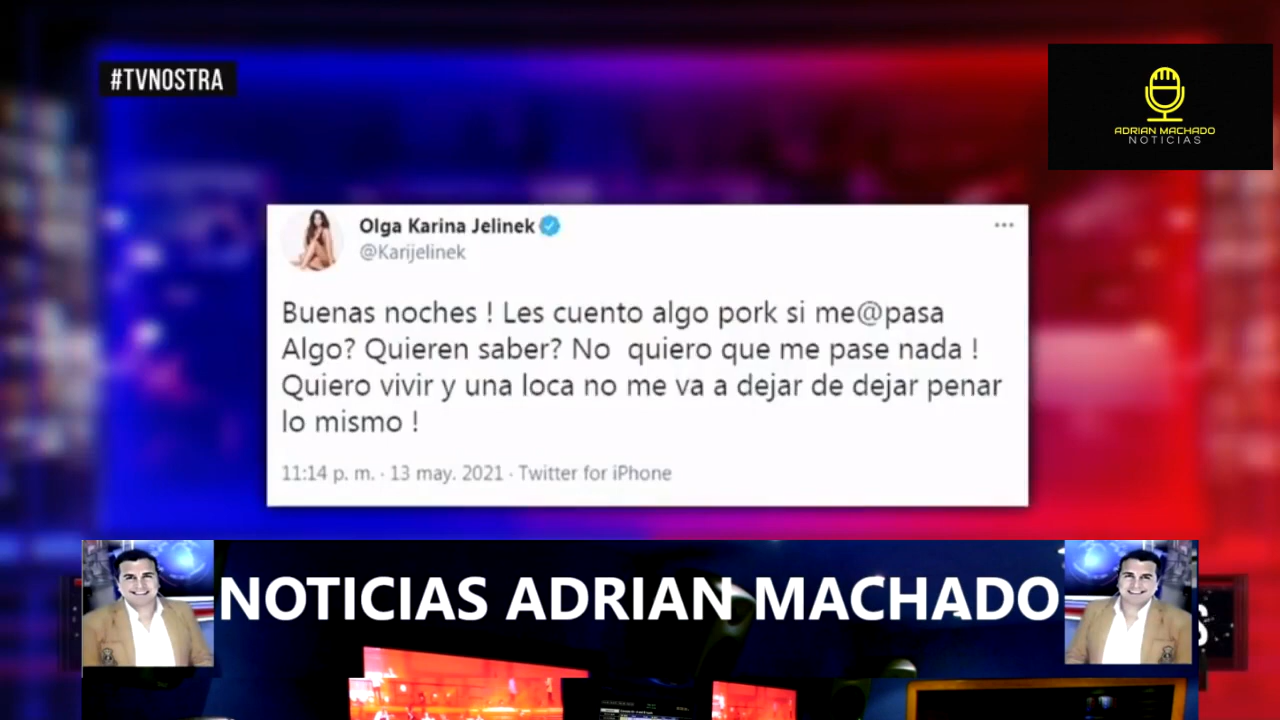 #TVNOSTRA
ADRIAN MACHADO
NOTICIAS
Olga Karina Jelinek
@Karijelinek
Buenas noches ! Les cuento algo pork si me@pasa
Algo? Quieren saber? No quiero que me pase nada !
Quiero vivir y una loca no me va a dejar de dejar penar
lo mismo !
11:14 p. m. · 13 may. 2021 · Twitter for iPhone
NOTICIAS ADRIAN MACHADO